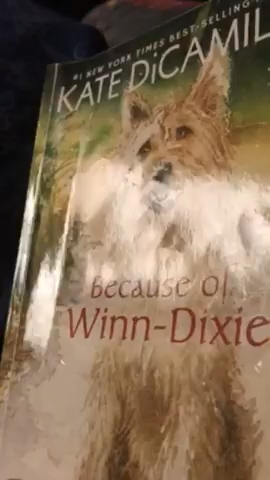 #1 NEW YORK TIMES BEST-SELLING
KATE DiCAMIL
Because of
Winn-Dixie